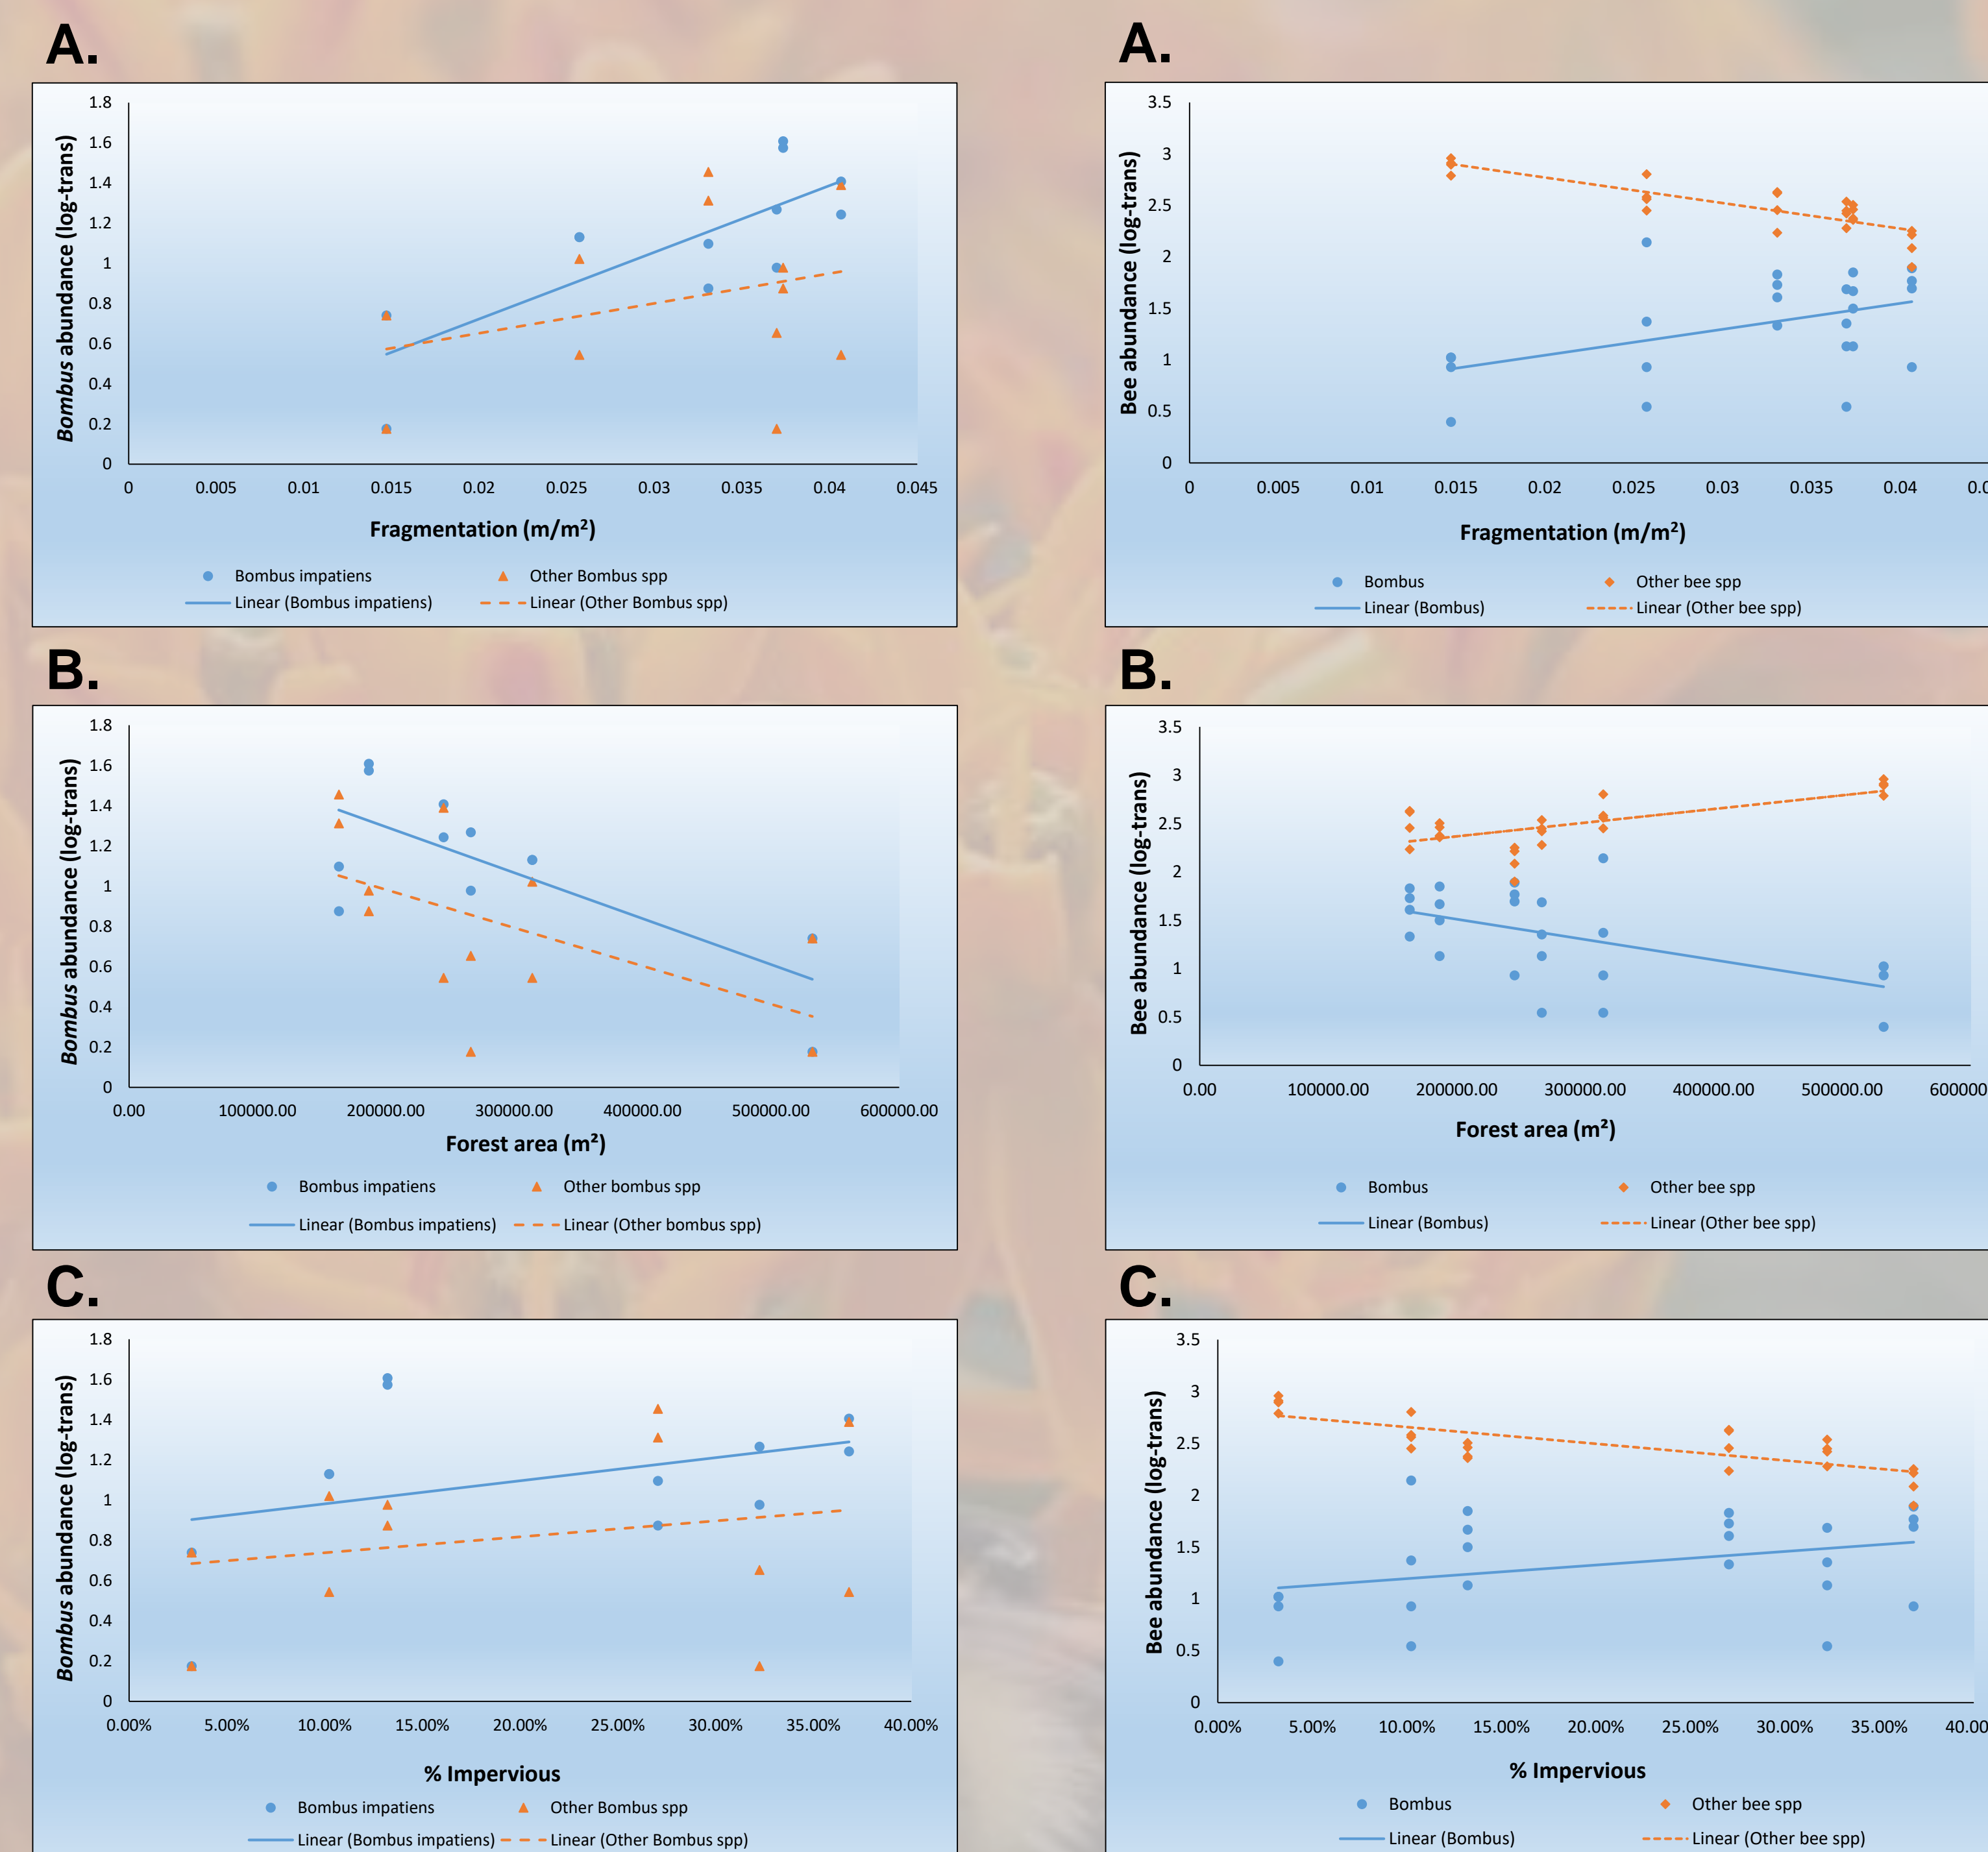 A.
1.8
1.6
1.4
1.2
1
0.8
0.6
0.4
0.2
0
Bombus abundance (log-trans)
0 0.005 0.01 0.015 0.02 0.025 0.03 0.035 0.04 0.045
Fragmentation (m/m²)
Bombus impatiens Other Bombus spp
Linear (Bombus impatiens) Linear (Other Bombus spp)
B.
1.8
1.6
1.4
1.2
1
0.8
0.6
0.4
0.2
0
Bombus abundance (log-trans)
0.00 100000.00 200000.00 300000.00 400000.00 500000.00 600000.00
Forest area (m²)
Bombus impatiens Other bombus spp
Linear (Bombus impatiens) Linear (Other bombus spp)
C.
1.8
1.6
1.4
1.2
1
0.8
0.6
0.4
0.2
0
Bombus abundance (log-trans)
0.00% 5.00% 10.00% 15.00% 20.00% 25.00% 30.00% 35.00% 40.00%
% Impervious
Bombus impatiens Other Bombus spp
Linear (Bombus impatiens) Linear (Other Bombus spp)
A.
3.5
3
2.5
2
1.5
1
0.5
0
Bee abundance (log-trans)
0 0.005 0.01 0.015 0.02 0.025 0.03 0.035 0.04
Fragmentation (m/m²)
Bombus Other bee spp
Linear (Bombus) Linear (Other bee spp)
B.
3.5
3
2.5
2
1.5
1
0.5
0
Bee abundance (log-trans)
0.00 100000.00 200000.00 300000.00 400000.00 500000.00 600000
Forest area (m²)
Bombus Other bee spp
Linear (Bombus) Linear (Other bee spp)
C.
3.5
3
2.5
2
1.5
1
0.5
0
Bee abundance (log-trans)
0.00% 5.00% 10.00% 15.00% 20.00% 25.00% 30.00% 35.00% 40.00
% Impervious
Bombus Other bee spp
Linear (Bombus) Linear (Other bee spp)